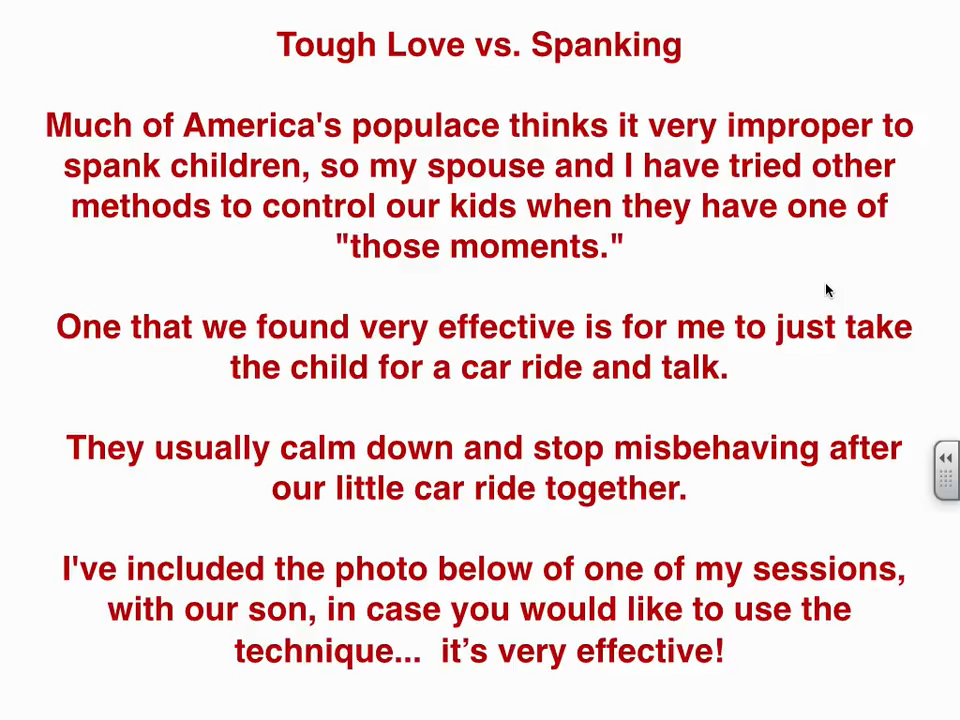 Tough Love vs. Spanking
Much of America's populace thinks it very improper to
spank children, so my spouse and I have tried other
methods to control our kids when they have one of
"those moments."
One that we found very effective is for me to just take
the child for a car ride and talk.
They usually calm down and stop misbehaving after
our little car ride together.
I've included the photo below of one of my sessions,
with our son, in case you would like to use the
technique... it’s very effective!